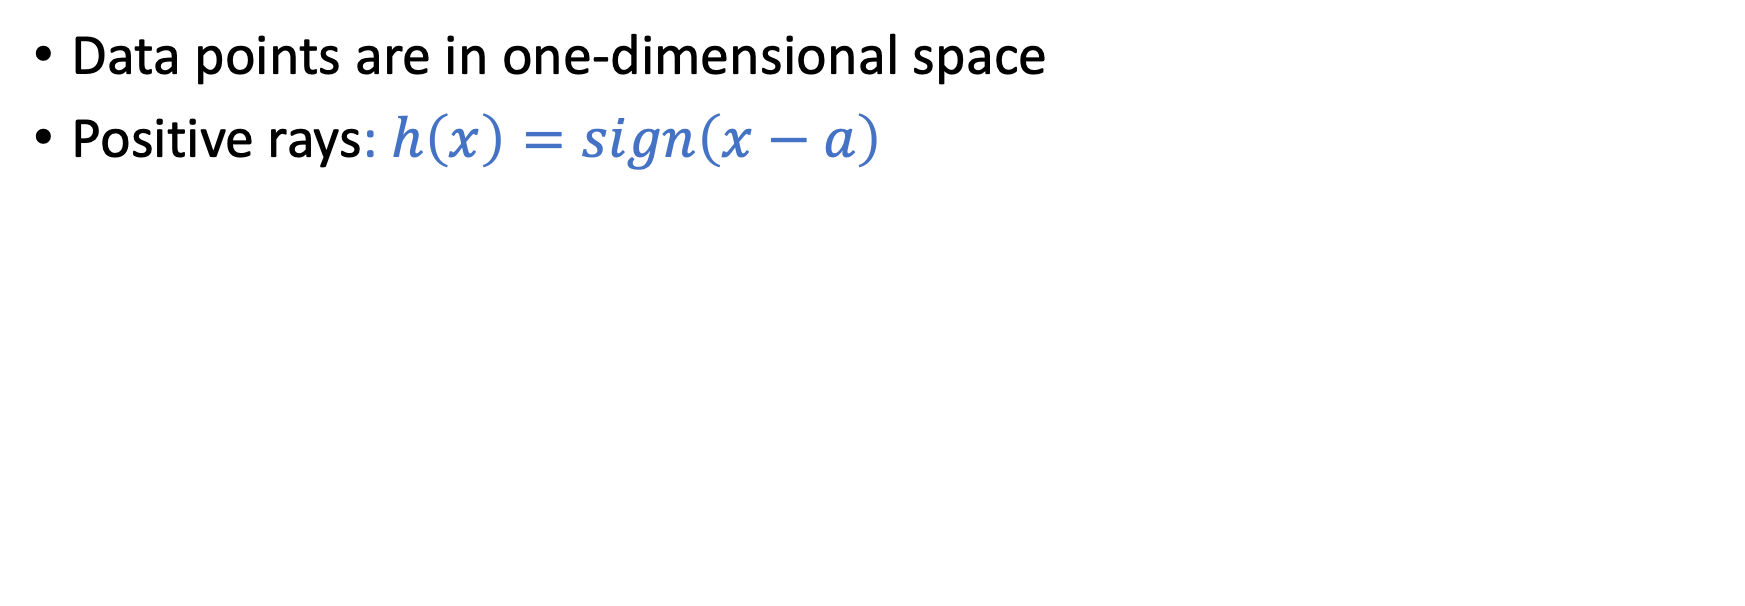 • Data points are in one-dimensional space
• Positive rays: h(x) = sign(x − a)